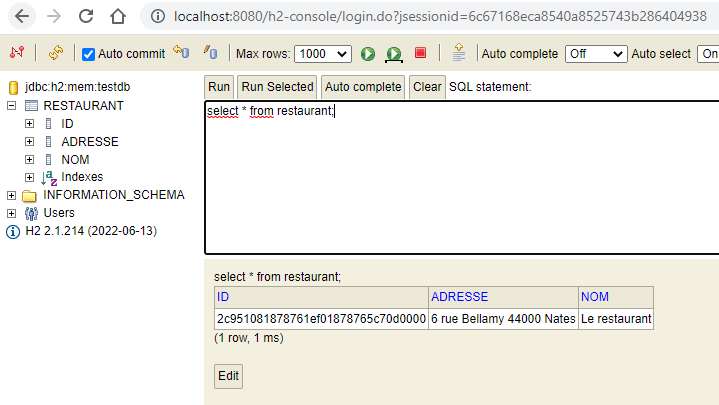 localhost:8080/h2-console/login.do?jsessionid=6c67168eca8540a8525743b286404938
Auto commit Max rows: 1000 Auto complete Off Auto select On
jdbc:h2:mem:testdb
RESTAURANT
ID
ADRESSE
NOM
Indexes
INFORMATION_SCHEMA
Users
H2 2.1.214 (2022-06-13)
Run Run Selected Auto complete Clear SQL statement:
select * from restaurant;
select * from restaurant;
ID ADRESSE NOM
2c951081878761ef01878765c70d0000 6 rue Bellamy 44000 Nates Le restaurant
(1 row, 1 ms)
Edit